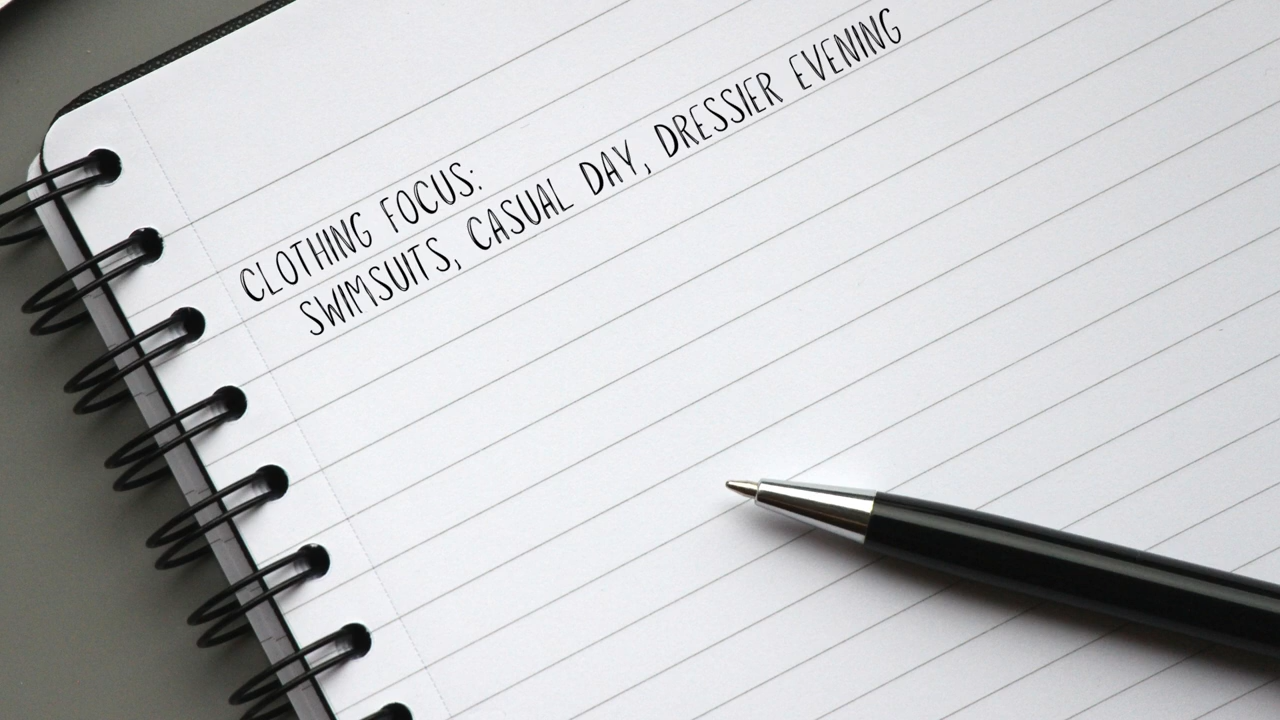 CLOTHING FOCUS:
SWIMSUITS, CASUAL DAY, DRESSIER EVENING